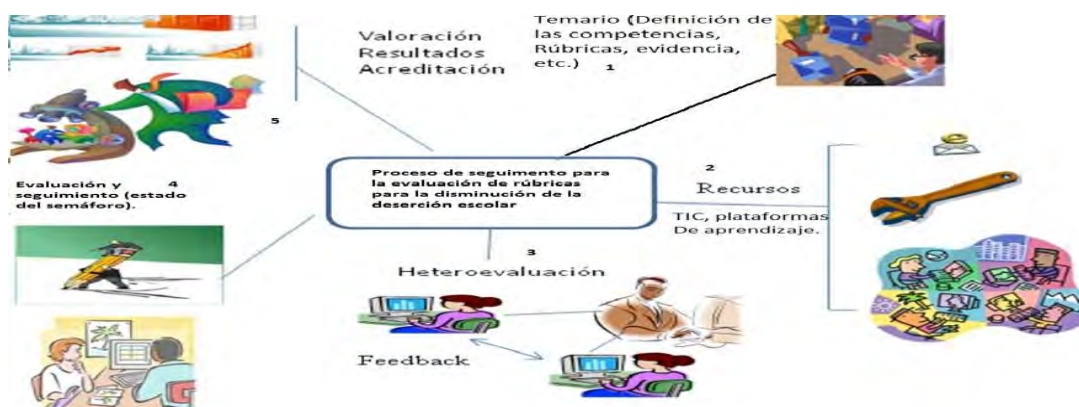 Temario (Definición de
las competencias,
Rúbricas, evidencia,
etc.) 1
Valoración
Resultados
Acreditación
5
Proceso de seguimento para
la evaluación de rúbricas
para la disminución de la
deserción escolar
2
Recursos
TIC, plataformas
De aprendizaje.
3
Heteroevaluación
Feedback
Evaluación y 4
seguimiento (estado
del semáforo).